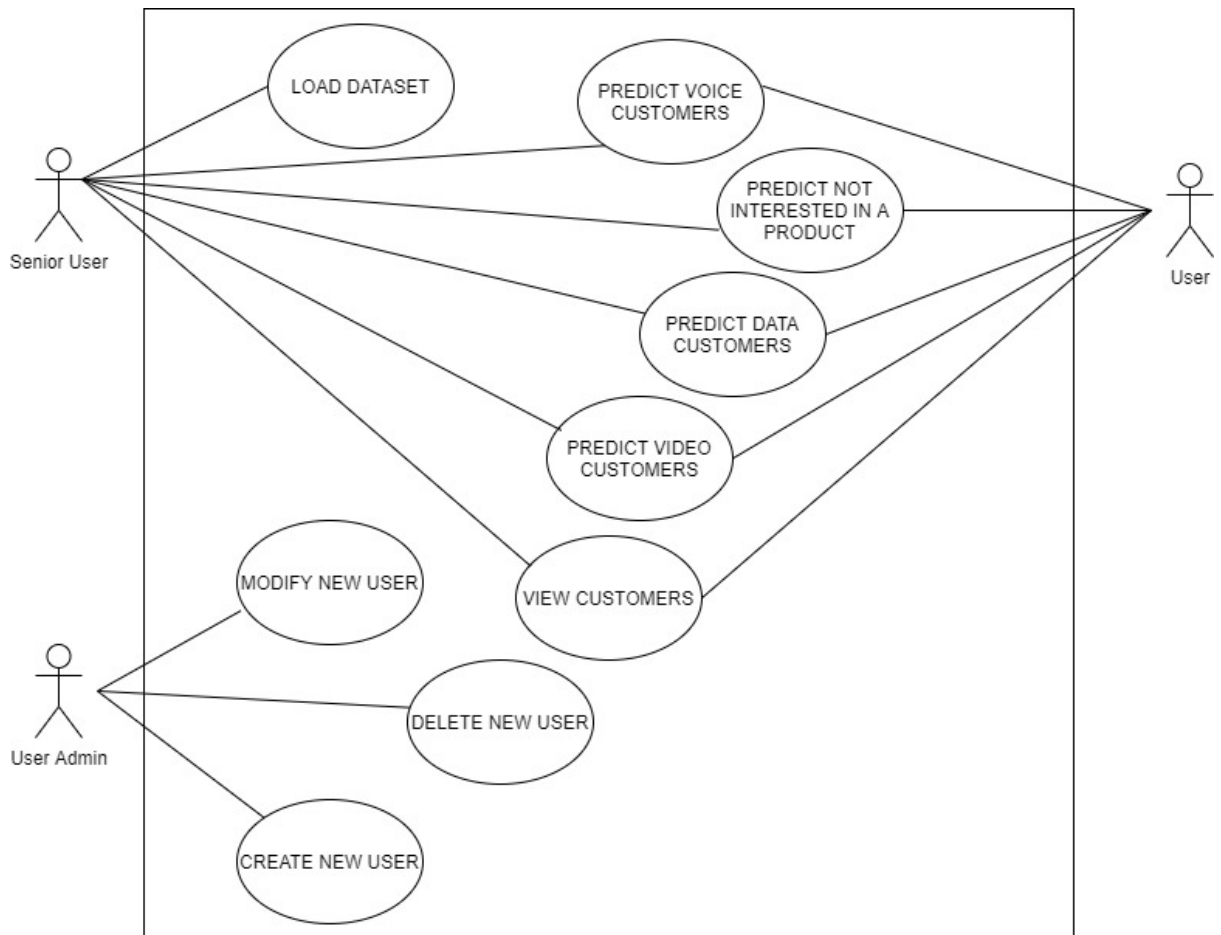 LOAD DATASET
PREDICT VOICE
CUSTOMERS
PREDICT NOT
INTERESTED IN A
PRODUCT
Senior User
User
PREDICT DATA
CUSTOMERS
PREDICT VIDEO
CUSTOMERS
MODIFY NEW USER
VIEW CUSTOMERS
DELETE NEW USER
User Admin
CREATE NEW USER